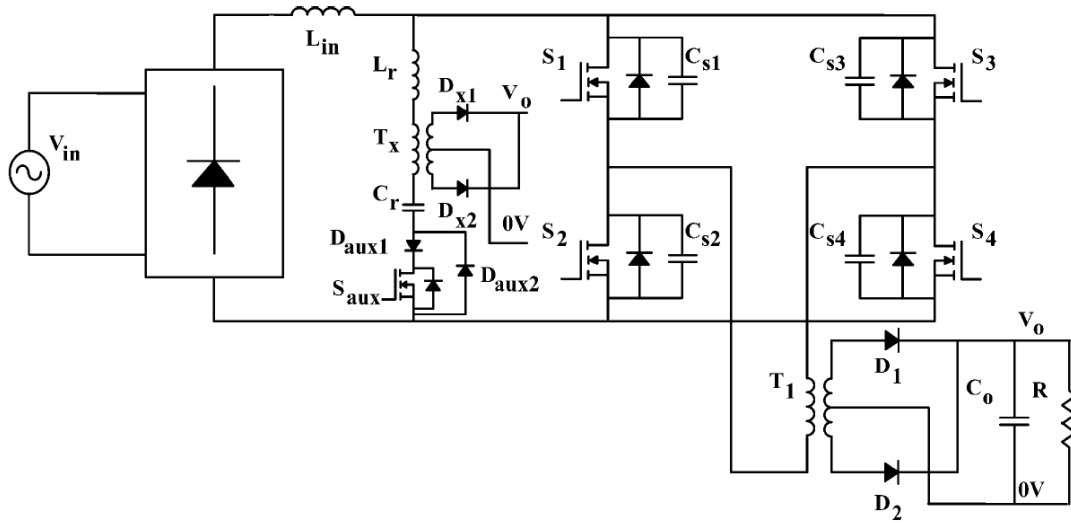 L_in
V_in
L_r
D_x1
V_o
T_x
C_r
D_x2
0V
D_aux1
D_aux2
S_aux
S_1
C_s1
C_s3
S_3
S_2
C_s2
C_s4
S_4
V_o
D_1
T_1
C_o
R
D_2
0V